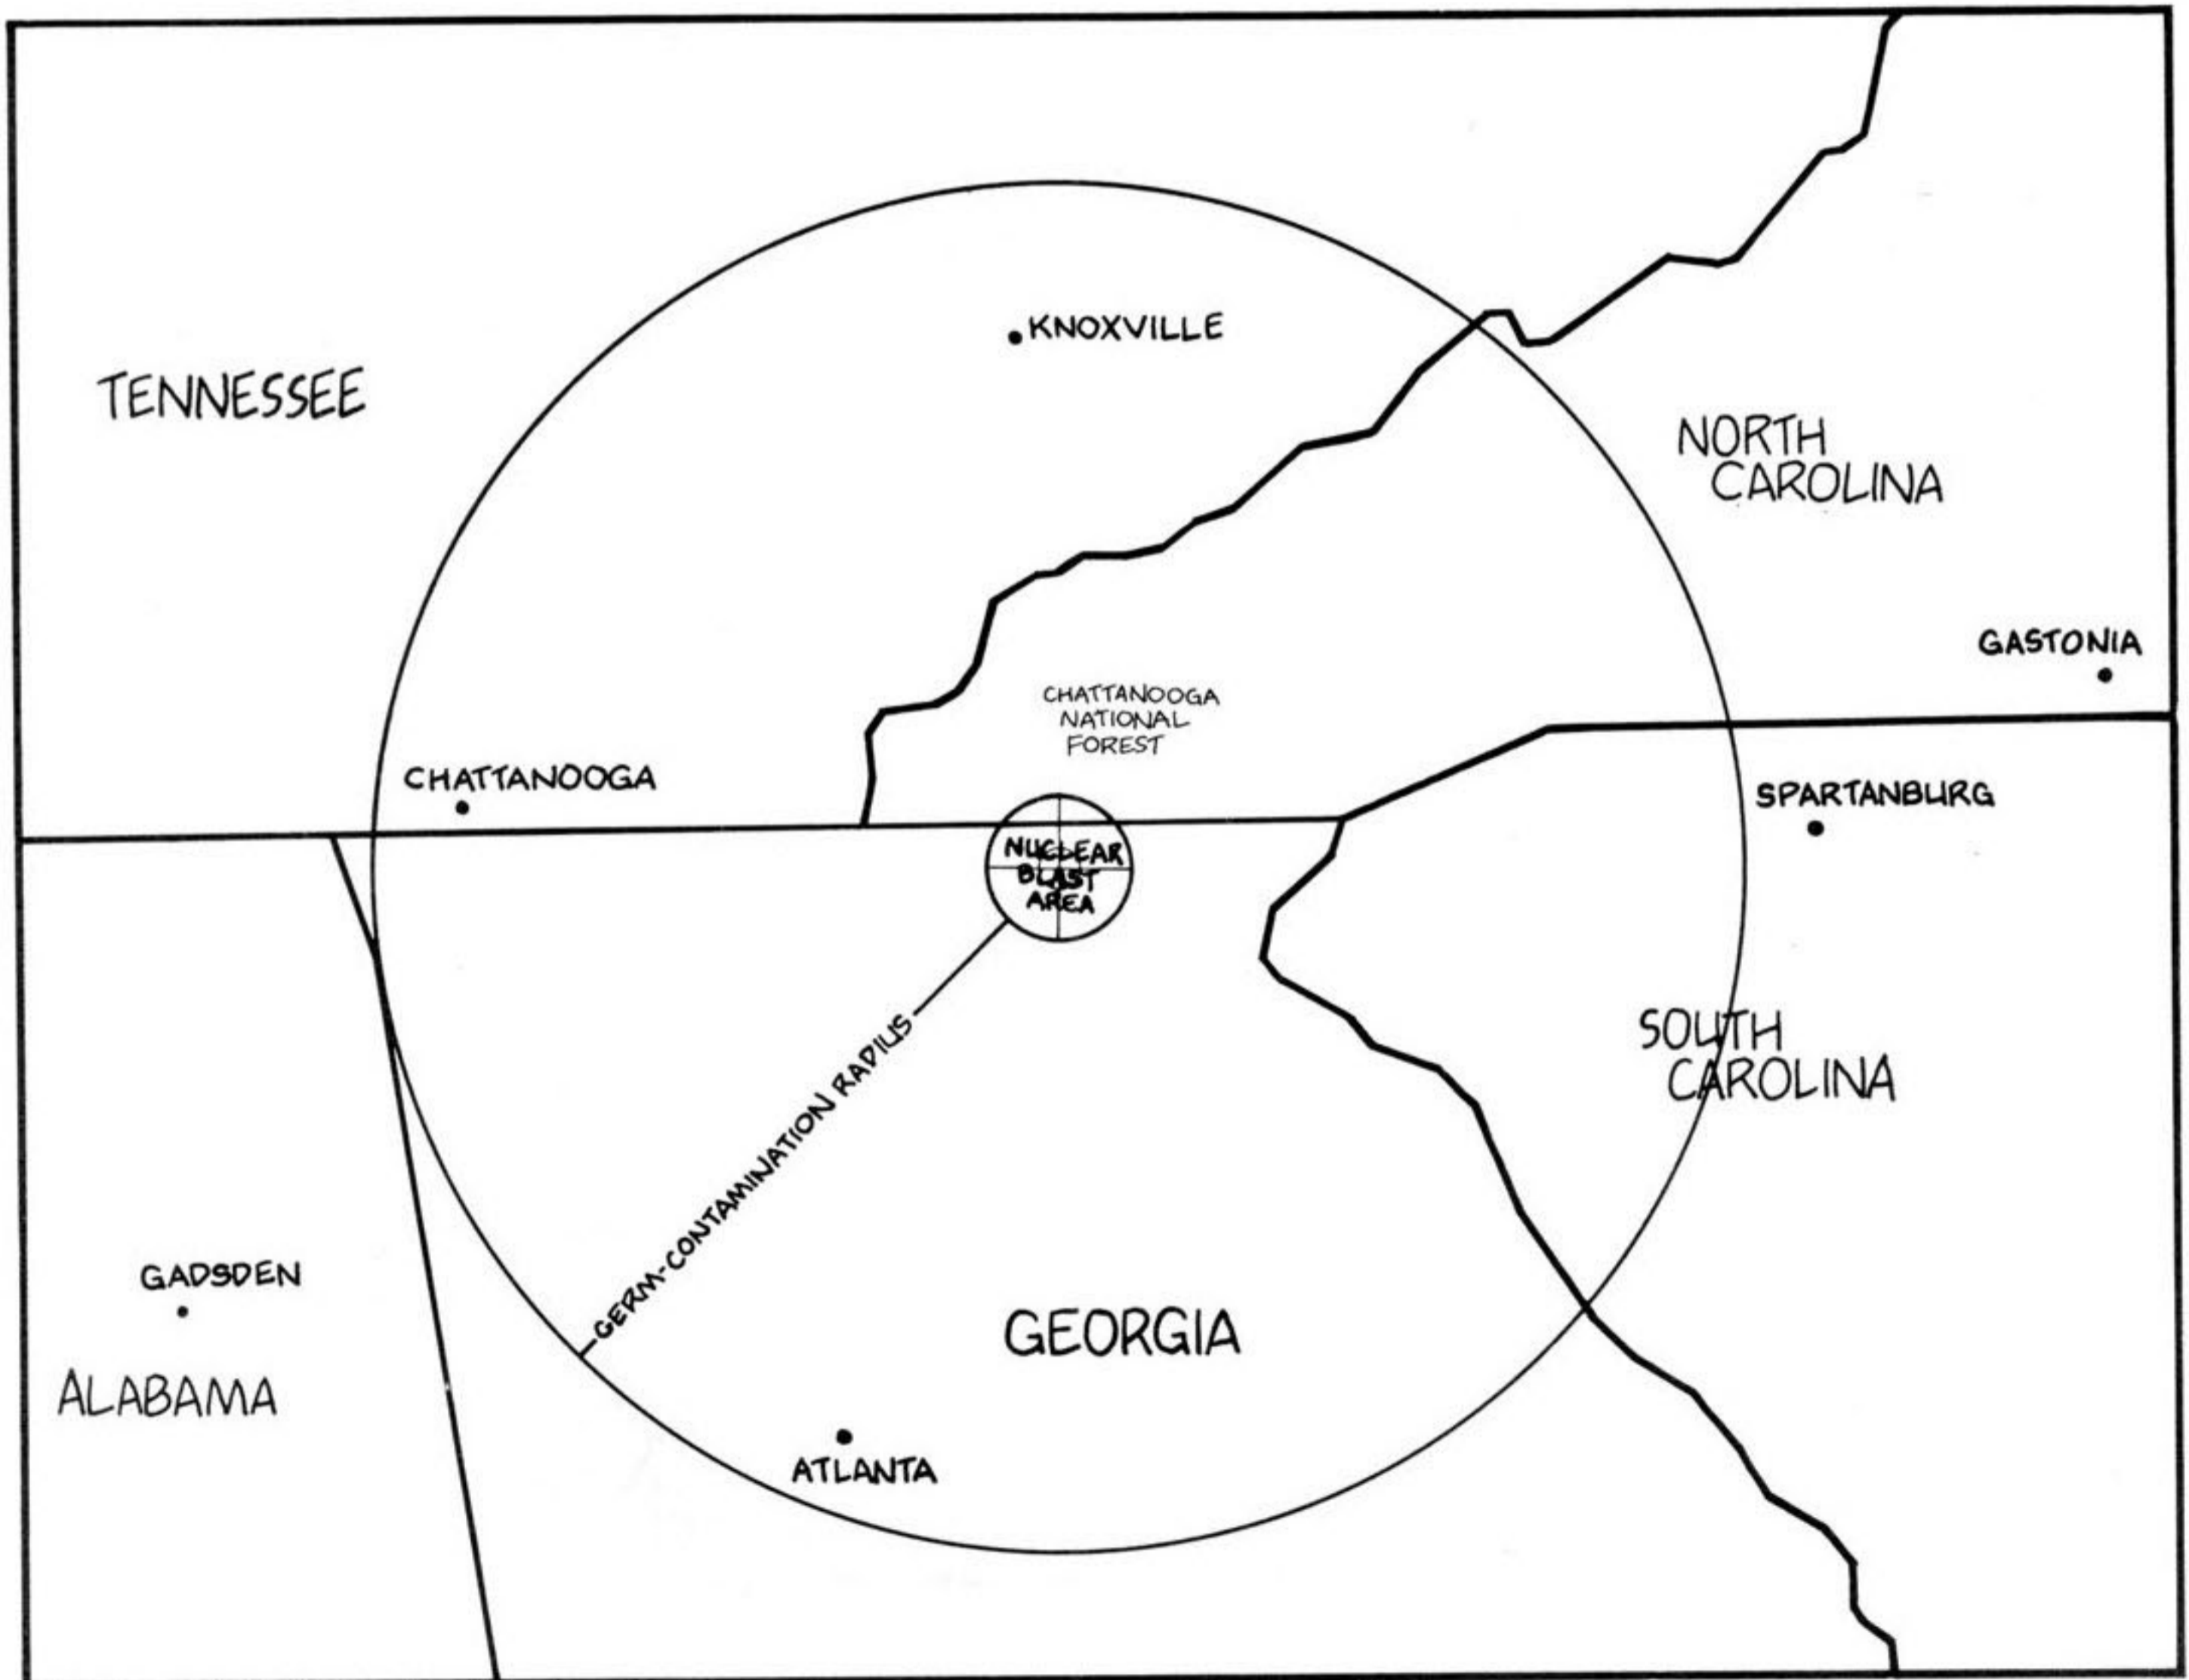 KNOXVILLE
TENNESSEE
NORTH
CAROLINA
GASTONIA
CHATTANOOGA
NATIONAL
FOREST
CHATTANOOGA
SPARTANBURG
NUCLEAR
BLAST
AREA
SOUTH
CAROLINA
GERM-CONTAMINATION RADIUS
GADSDEN
GEORGIA
ALABAMA
ATLANTA